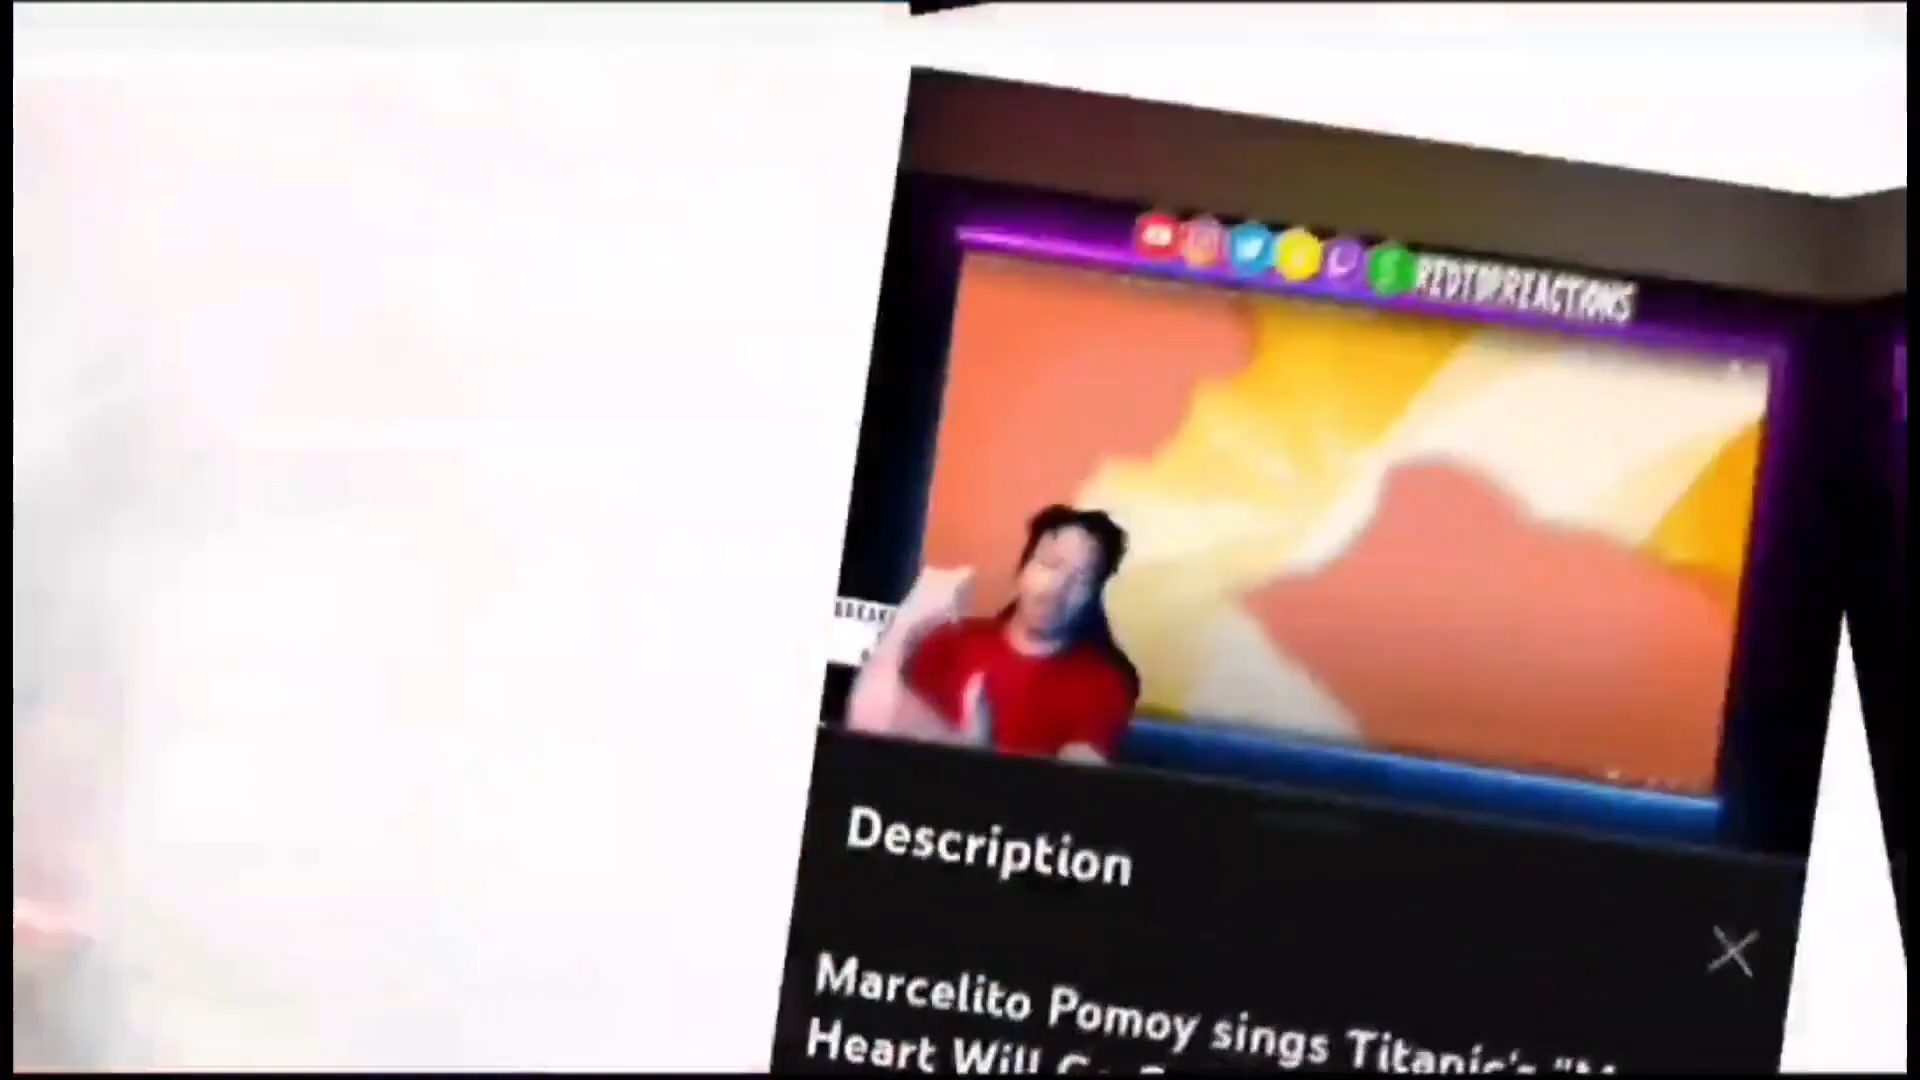 REDTOPREACTIONS
Description
Marcelito Pomoy sings Titanic's
Heart Will